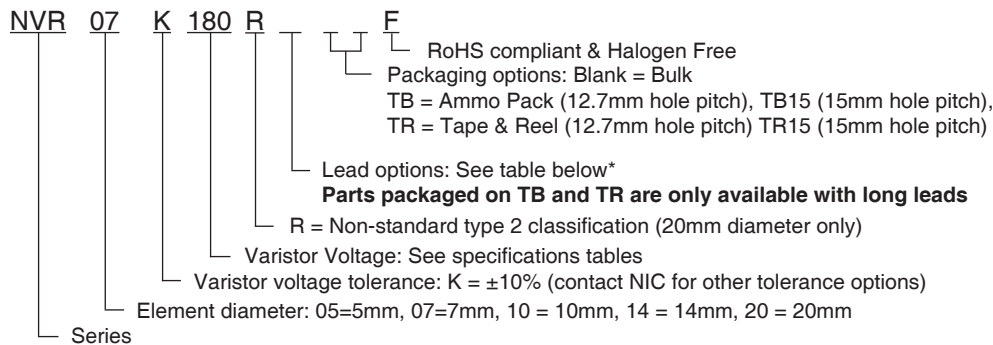 NVR 07 K 180 R _ _ _ F
RoHS compliant & Halogen Free
Packaging options: Blank = Bulk
TB = Ammo Pack (12.7mm hole pitch), TB15 (15mm hole pitch),
TR = Tape & Reel (12.7mm hole pitch) TR15 (15mm hole pitch)
Lead options: See table below*
Parts packaged on TB and TR are only available with long leads
R = Non-standard type 2 classification (20mm diameter only)
Varistor Voltage: See specifications tables
Varistor voltage tolerance: K = ±10% (contact NIC for other tolerance options)
Element diameter: 05=5mm, 07=7mm, 10 = 10mm, 14 = 14mm, 20 = 20mm
Series